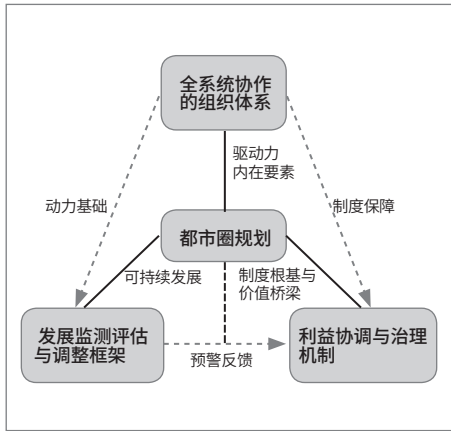 全系统协作
的组织体系
驱动力
内在要素
动力基础
制度保障
都市圈规划
可持续发展
制度根基与
价值桥梁
发展监测评估
与调整框架
预警反馈
利益协调与治理
机制